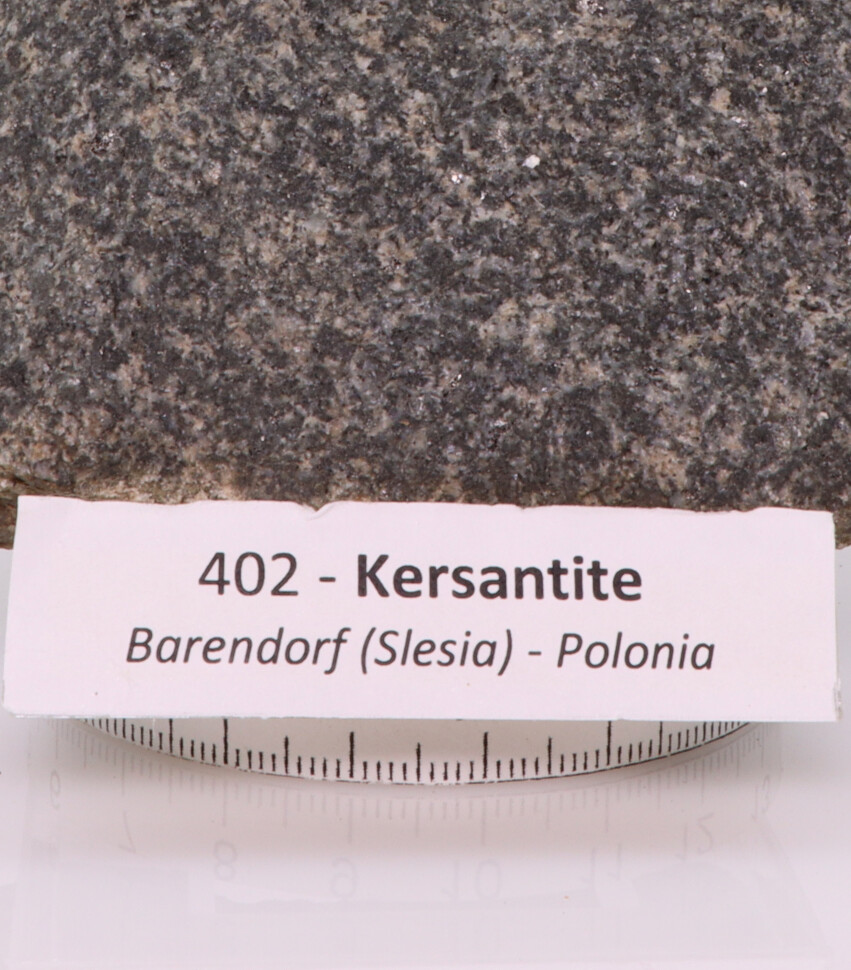 402 - Kersantite
Barendorf (Slesia) - Polonia